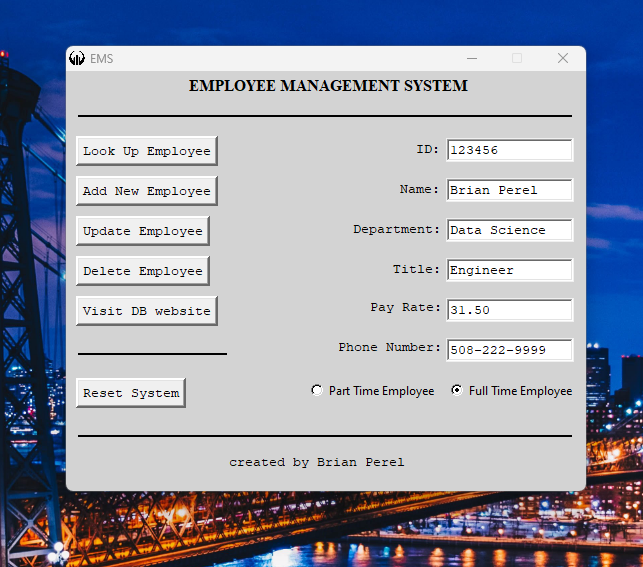 EMS
EMPLOYEE MANAGEMENT SYSTEM
Look Up Employee
ID: 123456
Add New Employee
Name: Brian Perel
Update Employee
Department: Data Science
Delete Employee
Title: Engineer
Visit DB website
Pay Rate: 31.50
Phone Number: 508-222-9999
Reset System
Part Time Employee Full Time Employee
created by Brian Perel